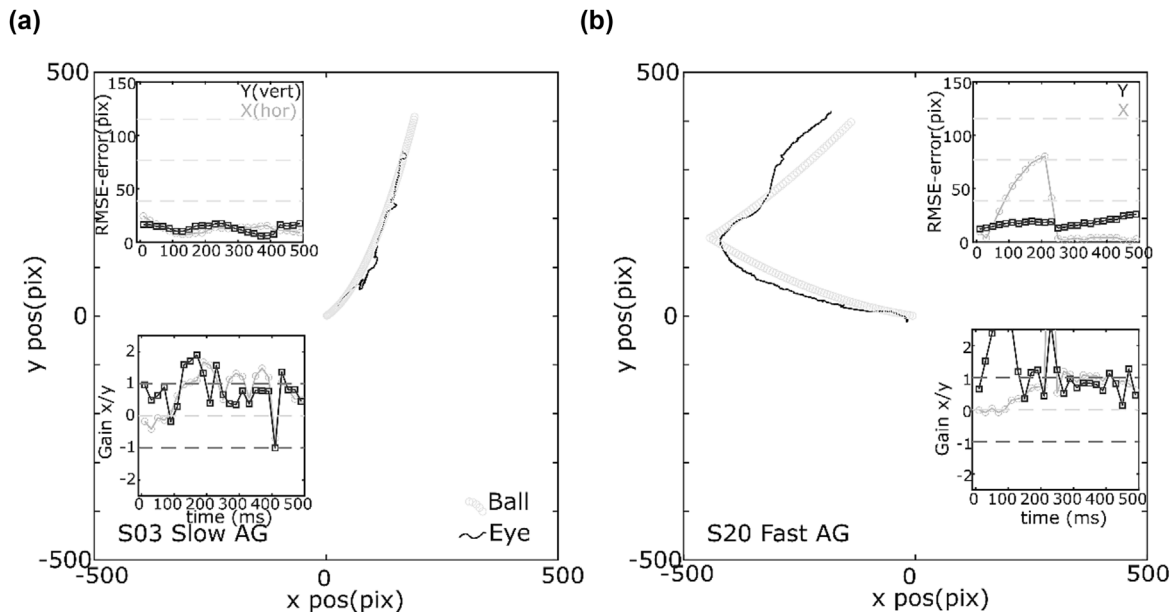 (a)
500
y pos(pix)
0
-500
-500
0
500
x pos(pix)
150
100
50
0
RMSE-error(pix)
Y(vert)
X(hor)
0
100
200
300
400
500
Gain x/y
2
1
0
-1
-2
0
100
200
300
400
500
time (ms)
S03 Slow AG
Ball
Eye
(b)
500
y pos(pix)
0
-500
-500
0
500
x pos(pix)
150
100
50
0
RMSE-error(pix)
Y
X
0
100
200
300
400
500
Gain x/y
2
1
0
-1
-2
0
100
200
300
400
500
time (ms)
S20 Fast AG